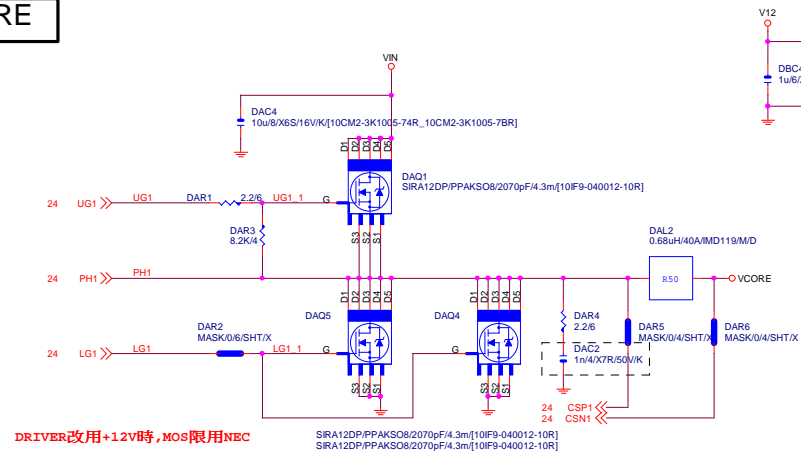 RE
V12
DBC4
1u/6/
VIN
DAC4
10u/8/X6S/16V/K/[10CM2-3K1005-74R_10CM2-3K1005-7BR]
D1 D2 D3 D4 D5
DAQ1
SIRA12DP/PPAKSO8/2070pF/4.3m/[10IF9-040012-10R]
24 UG1 UG1 DAR1 2.2/6 UG1_1 G
DAR3
8.2K/4
S3 S2 S1
DAL2
0.68uH/40A/IMD119/M/D
24 PH1 PH1
R50
VCORE
D1 D2 D3 D4 D5
D1 D2 D3 D4 D5
DAQ5
DAQ4
DAR2
MASK/0/6/SHT/X
DAR4
2.2/6
DAR5
MASK/0/4/SHT/X
DAR6
MASK/0/4/SHT/X
24 LG1 LG1 LG1_1 G
G
DAC2
1n/4/X7R/50V/K
S3 S2 S1
S3 S2 S1
24 CSP1
24 CSN1
DRIVER改用+12V時,MOS限用NEC
SIRA12DP/PPAKSO8/2070pF/4.3m/[10IF9-040012-10R]
SIRA12DP/PPAKSO8/2070pF/4.3m/[10IF9-040012-10R]